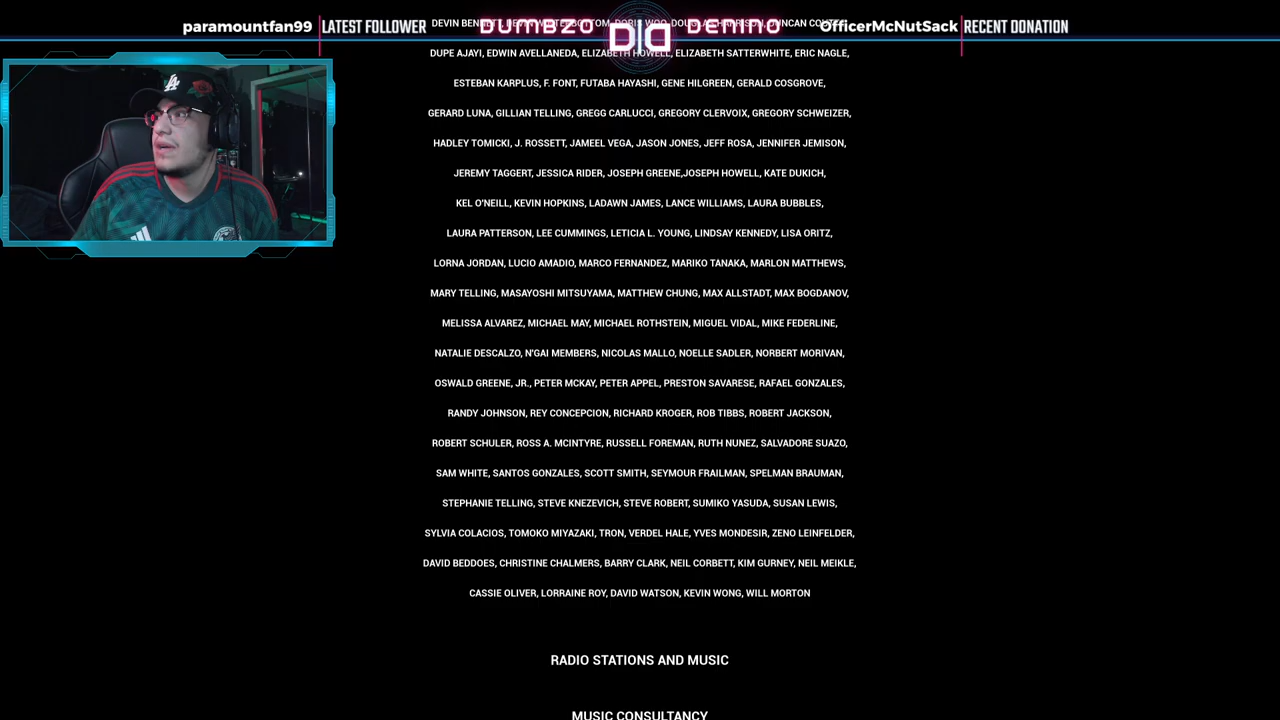 paramountfan99 LATEST FOLLOWER DUMBZO DD DEMINO OfficerMcNutSack RECENT DONATION
DUPE AJAYI, EDWIN AVELLANEDA, ELIZABETH HOWELL, ELIZABETH SATTERWHITE, ERIC NAGLE,
ESTEBAN KARPLUS, F. FONT, FUTABA HAYASHI, GENE HILGREEN, GERALD COSGROVE,
GERARD LUNA, GILLIAN TELLING, GREGG CARLUCCI, GREGORY CLERVOIX, GREGORY SCHWEIZER,
HADLEY TOMICKI, J. ROSSETT, JAMEEL VEGA, JASON JONES, JEFF ROSA, JENNIFER JEMISON,
JEREMY TAGGERT, JESSICA RIDER, JOSEPH GREENE,JOSEPH HOWELL, KATE DUKICH,
KEL O'NEILL, KEVIN HOPKINS, LADAWN JAMES, LANCE WILLIAMS, LAURA BUBBLES,
LAURA PATTERSON, LEE CUMMINGS, LETICIA L. YOUNG, LINDSAY KENNEDY, LISA ORITZ,
LORNA JORDAN, LUCIO AMADIO, MARCO FERNANDEZ, MARIKO TANAKA, MARLON MATTHEWS,
MARY TELLING, MASAYOSHI MITSUYAMA, MATTHEW CHUNG, MAX ALLSTADT, MAX BOGDANOV,
MELISSA ALVAREZ, MICHAEL MAY, MICHAEL ROTHSTEIN, MIGUEL VIDAL, MIKE FEDERLINE,
NATALIE DESCALZO, N'GAI MEMBERS, NICOLAS MALLO, NOELLE SADLER, NORBERT MORIVAN,
OSWALD GREENE, JR., PETER MCKAY, PETER APPEL, PRESTON SAVARESE, RAFAEL GONZALES,
RANDY JOHNSON, REY CONCEPCION, RICHARD KROGER, ROB TIBBS, ROBERT JACKSON,
ROBERT SCHULER, ROSS A. MCINTYRE, RUSSELL FOREMAN, RUTH NUNEZ, SALVADORE SUAZO,
SAM WHITE, SANTOS GONZALES, SCOTT SMITH, SEYMOUR FRAILMAN, SPELMAN BRAUMAN,
STEPHANIE TELLING, STEVE KNEZEVICH, STEVE ROBERT, SUMIKO YASUDA, SUSAN LEWIS,
SYLVIA COLACIOS, TOMOKO MIYAZAKI, TRON, VERDEL HALE, YVES MONDESIR, ZENO LEINFELDER,
DAVID BEDDOES, CHRISTINE CHALMERS, BARRY CLARK, NEIL CORBETT, KIM GURNEY, NEIL MEIKLE,
CASSIE OLIVER, LORRAINE ROY, DAVID WATSON, KEVIN WONG, WILL MORTON
RADIO STATIONS AND MUSIC
MUSIC CONSULTANCY